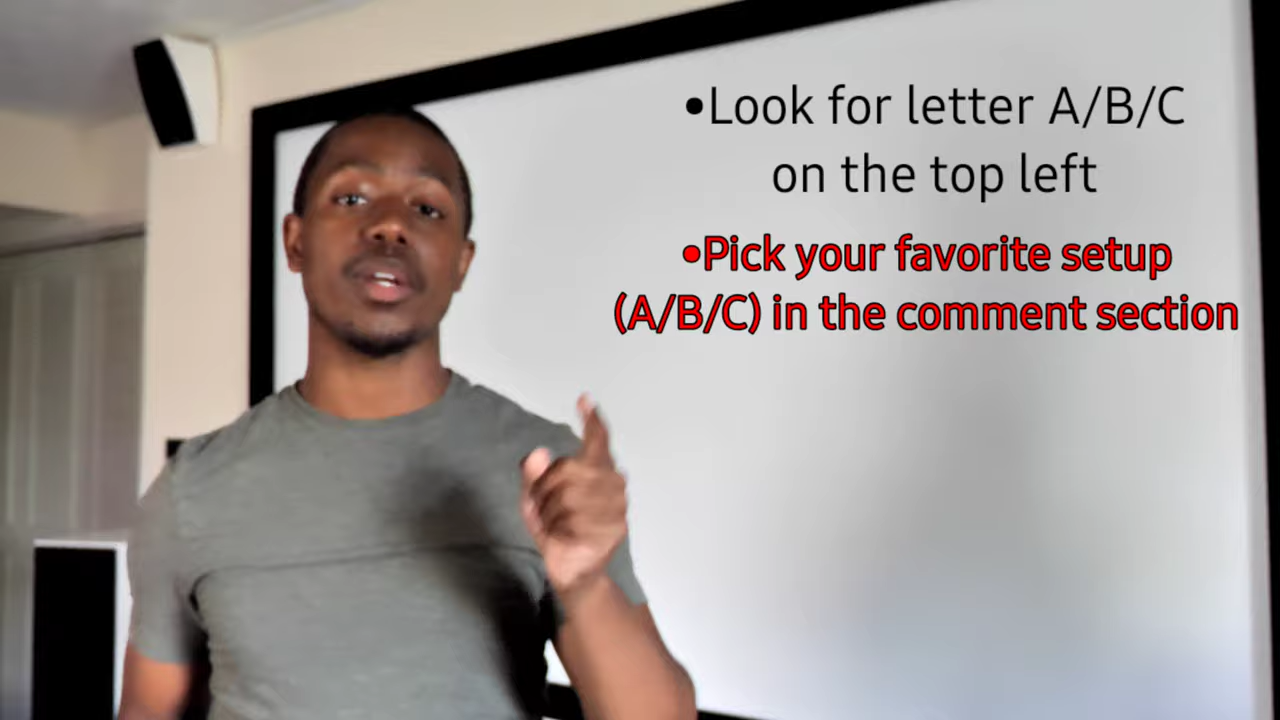 •Look for letter A/B/C
on the top left
•Pick your favorite setup
(A/B/C) in the comment section